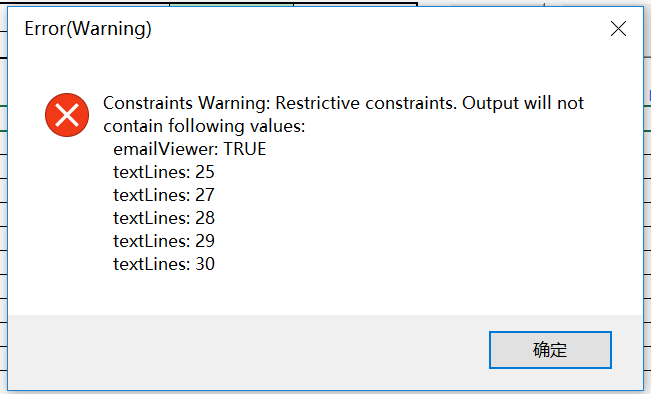 Error(Warning)
Constraints Warning: Restrictive constraints. Output will not
contain following values:
emailViewer: TRUE
textLines: 25
textLines: 27
textLines: 28
textLines: 29
textLines: 30
确定